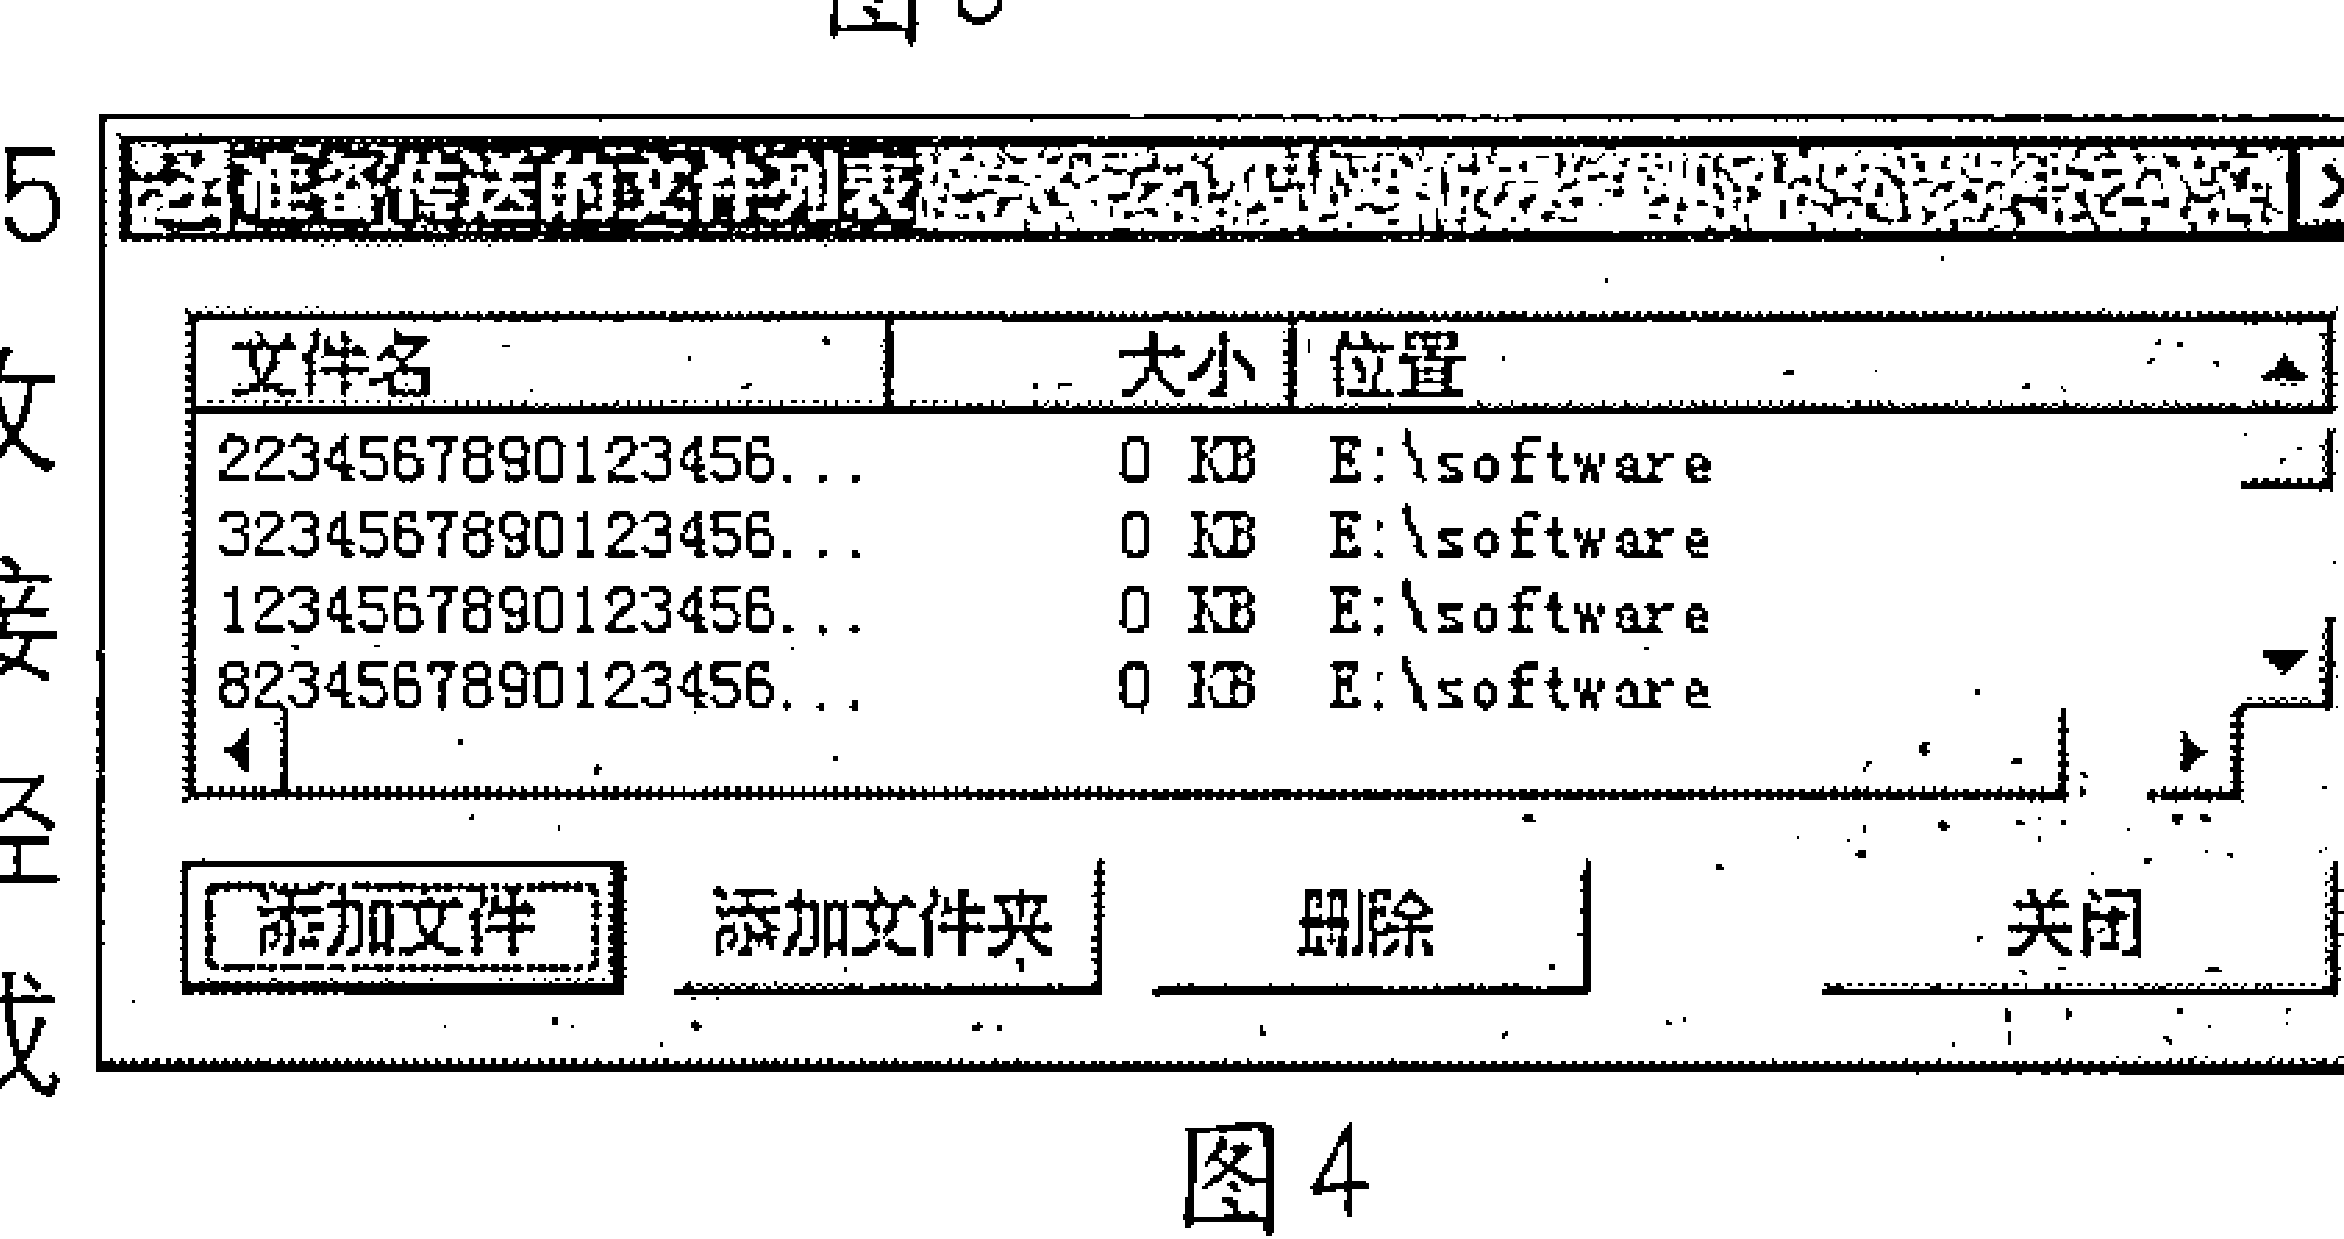 准备传送的文件列表
文件名 大小 位置
2234567890123456... 0 KB E:\software
3234567890123456... 0 KB E:\software
1234567890123456... 0 KB E:\software
8234567890123456... 0 KB E:\software
添加文件 添加文件夹 删除 关闭
图 4